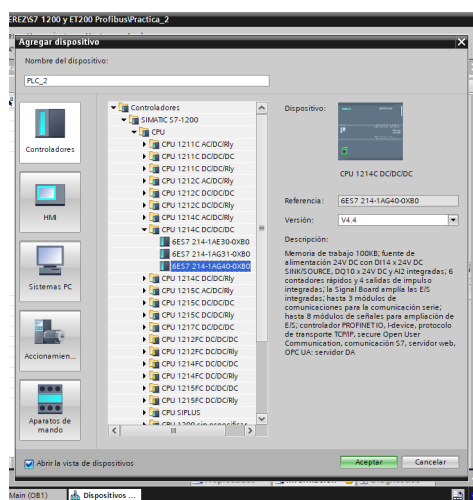 EREZ\S7 1200 y ET200 Profibus\Practica_2
Agregar dispositivo
Nombre del dispositivo:
PLC_2
Controladores
HMI
Sistemas PC
Accionamien...
Aparatos de
mando
Controladores
SIMATIC S7-1200
CPU
CPU 1211C AC/DC/Rly
CPU 1211C DC/DC/DC
CPU 1211C DC/DC/Rly
CPU 1212C AC/DC/Rly
CPU 1212C DC/DC/DC
CPU 1212C DC/DC/Rly
CPU 1214C AC/DC/Rly
CPU 1214C DC/DC/DC
6ES7 214-1AE30-0XB0
6ES7 214-1AG31-0XB0
6ES7 214-1AG40-0XB0
CPU 1214C DC/DC/Rly
CPU 1215C AC/DC/Rly
CPU 1215C DC/DC/DC
CPU 1215C DC/DC/Rly
CPU 1217C DC/DC/DC
CPU 1212FC DC/DC/DC
CPU 1212FC DC/DC/Rly
CPU 1214FC DC/DC/DC
CPU 1214FC DC/DC/Rly
CPU 1215FC DC/DC/DC
CPU 1215FC DC/DC/Rly
CPU SIPLUS
CPU 1200 sin especificar
Dispositivo:
CPU 1214C DC/DC/DC
Referencia:
6ES7 214-1AG40-0XB0
Versión:
V4.4
Descripción:
Memoria de trabajo 100KB; fuente de
alimentación 24V DC con DI14 x 24V DC
SINK/SOURCE, DQ10 x 24V DC y AI2 integradas; 6
contadores rápidos y 4 salidas de impulso
integradas; la Signal Board amplía las E/S
integradas; hasta 3 módulos de
comunicaciones para la comunicación serie;
hasta 8 módulos de señales para ampliación de
E/S; controlador PROFINET IO, I-device, protocolo
de transporte TCP/IP, secure Open User
Communication, comunicación S7, servidor web,
OPC UA: servidor DA
Abrir la vista de dispositivos
Aceptar
Cancelar
Main (OB1)
Dispositivos ...